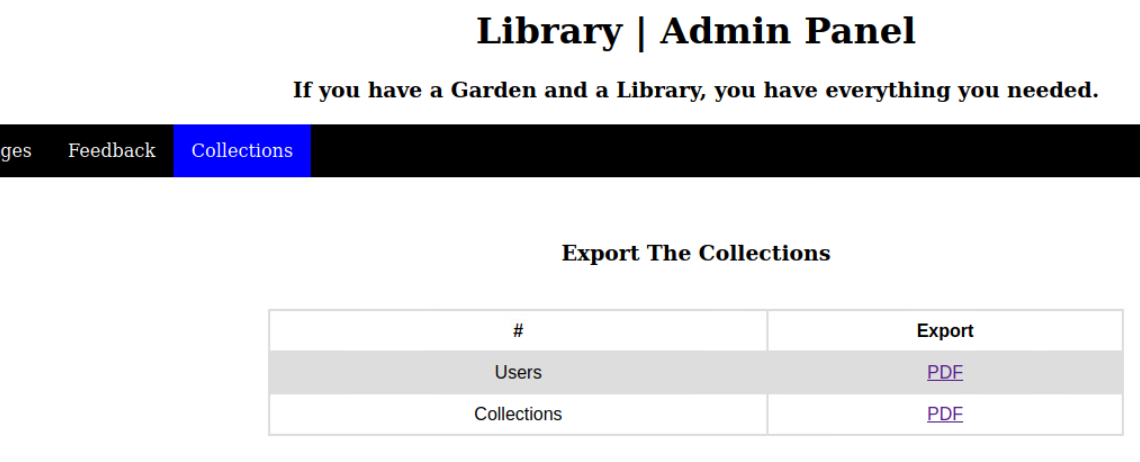 Library | Admin Panel
If you have a Garden and a Library, you have everything you needed.
ges Feedback Collections
Export The Collections
# Export
Users PDF
Collections PDF